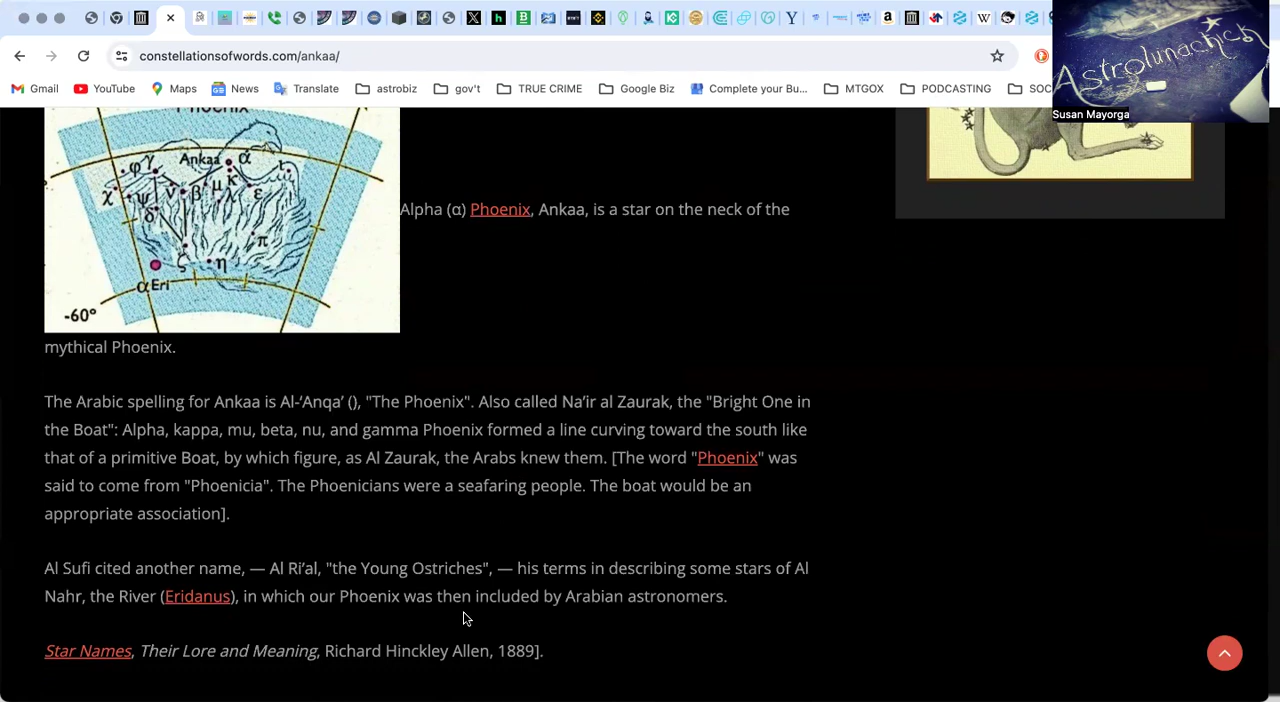 constellationsofwords.com/ankaa/
Gmail
YouTube
Maps
News
Translate
astrobiz
gov't
TRUE CRIME
Google Biz
Complete your Bu...
MTGOX
PODCASTING
SOC
Astrolunachick
Susan Mayorga
Phoenix
Ankaa α
φ γ ι
χ ψ ν β μ κ λ ε
δ
π
ζ η
αEri
-60°
Alpha (α) Phoenix, Ankaa, is a star on the neck of the
mythical Phoenix.
The Arabic spelling for Ankaa is Al-‘Anqa’ (), "The Phoenix". Also called Na’ir al Zaurak, the "Bright One in
the Boat": Alpha, kappa, mu, beta, nu, and gamma Phoenix formed a line curving toward the south like
that of a primitive Boat, by which figure, as Al Zaurak, the Arabs knew them. [The word "Phoenix" was
said to come from "Phoenicia". The Phoenicians were a seafaring people. The boat would be an
appropriate association].
Al Sufi cited another name, — Al Ri’al, "the Young Ostriches", — his terms in describing some stars of Al
Nahr, the River (Eridanus), in which our Phoenix was then included by Arabian astronomers.
Star Names, Their Lore and Meaning, Richard Hinckley Allen, 1889].